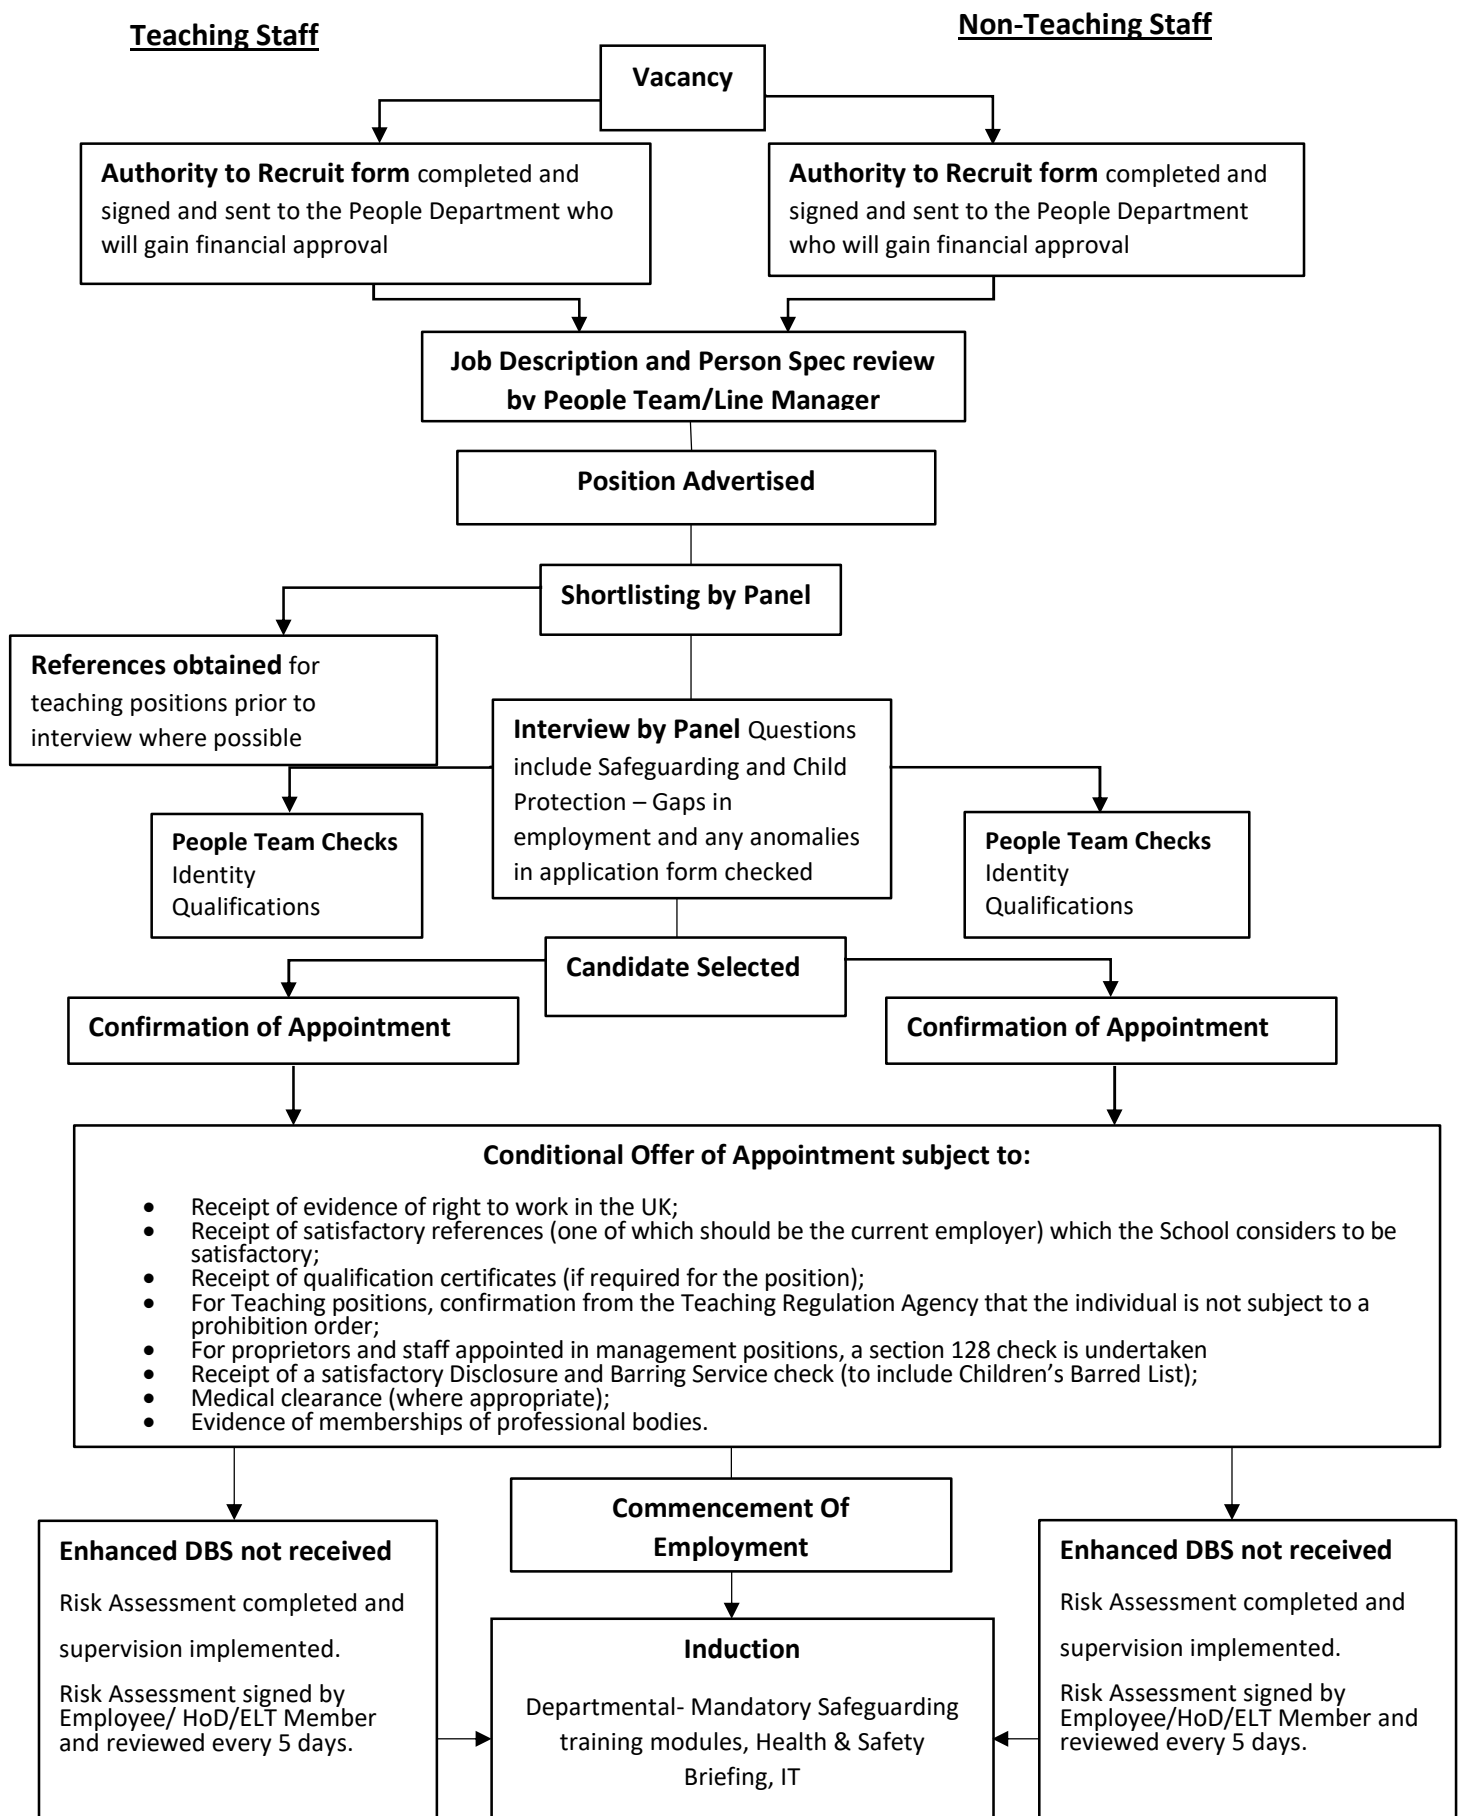 Teaching Staff
Non-Teaching Staff
Vacancy
Authority to Recruit form completed and
signed and sent to the People Department who
will gain financial approval
Authority to Recruit form completed and
signed and sent to the People Department
who will gain financial approval
Job Description and Person Spec review
by People Team/Line Manager
Position Advertised
Shortlisting by Panel
References obtained for
teaching positions prior to
interview where possible
Interview by Panel Questions
include Safeguarding and Child
Protection – Gaps in
employment and any anomalies
in application form checked
People Team Checks
Identity
Qualifications
People Team Checks
Identity
Qualifications
Candidate Selected
Confirmation of Appointment
Confirmation of Appointment
Conditional Offer of Appointment subject to:
• Receipt of evidence of right to work in the UK;
• Receipt of satisfactory references (one of which should be the current employer) which the School considers to be
satisfactory;
• Receipt of qualification certificates (if required for the position);
• For Teaching positions, confirmation from the Teaching Regulation Agency that the individual is not subject to a
prohibition order;
• For proprietors and staff appointed in management positions, a section 128 check is undertaken
• Receipt of a satisfactory Disclosure and Barring Service check (to include Children’s Barred List);
• Medical clearance (where appropriate);
• Evidence of memberships of professional bodies.
Commencement Of
Employment
Enhanced DBS not received
Risk Assessment completed and
supervision implemented.
Risk Assessment signed by
Employee/ HoD/ELT Member
and reviewed every 5 days.
Induction
Departmental- Mandatory Safeguarding
training modules, Health & Safety
Briefing, IT
Enhanced DBS not received
Risk Assessment completed and
supervision implemented.
Risk Assessment signed by
Employee/HoD/ELT Member and
reviewed every 5 days.